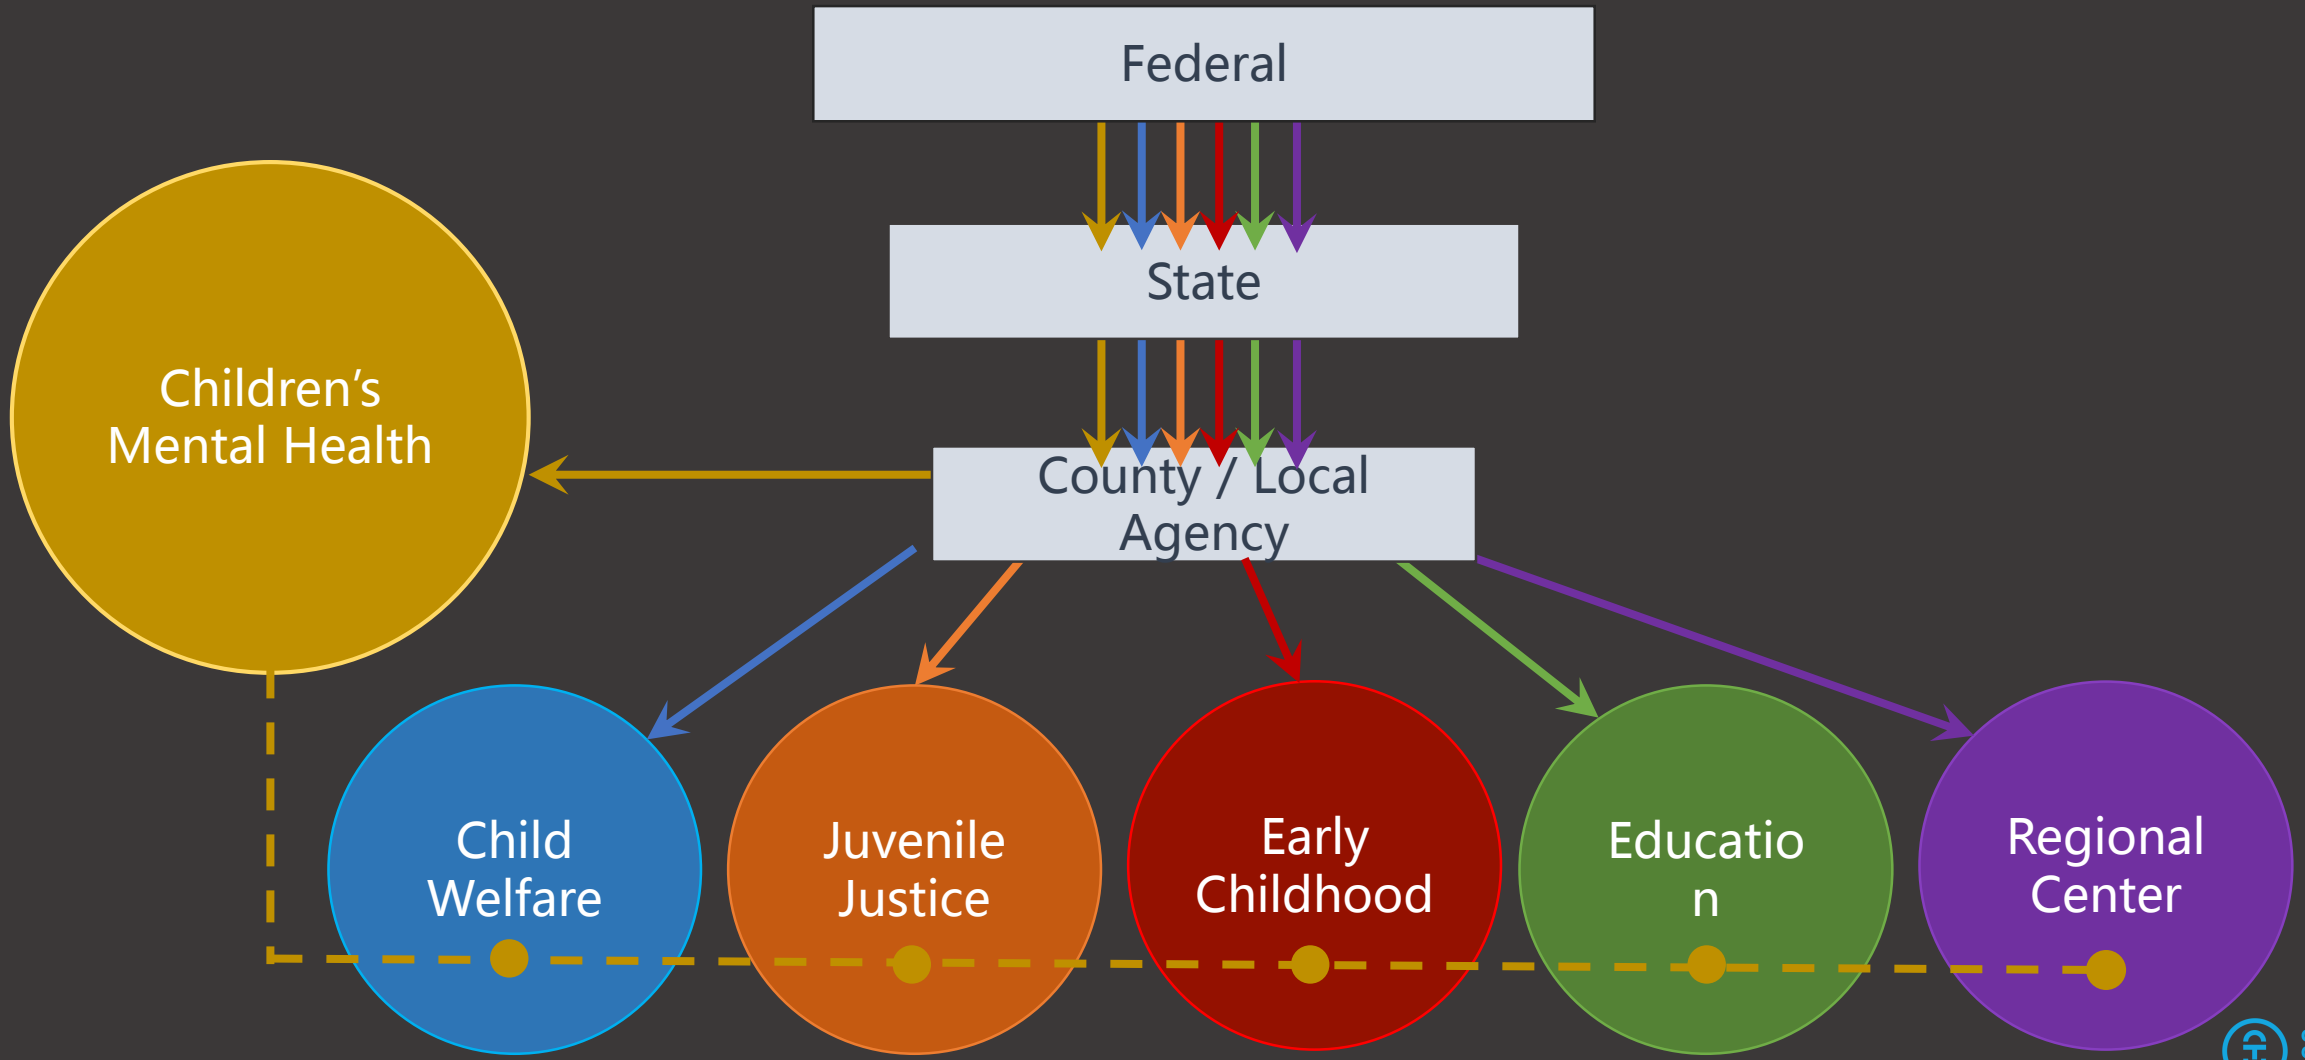 Federal
State
Children’s
Mental Health
County / Local
Agency
Child
Welfare
Juvenile
Justice
Early
Childhood
Educatio
n
Regional
Center